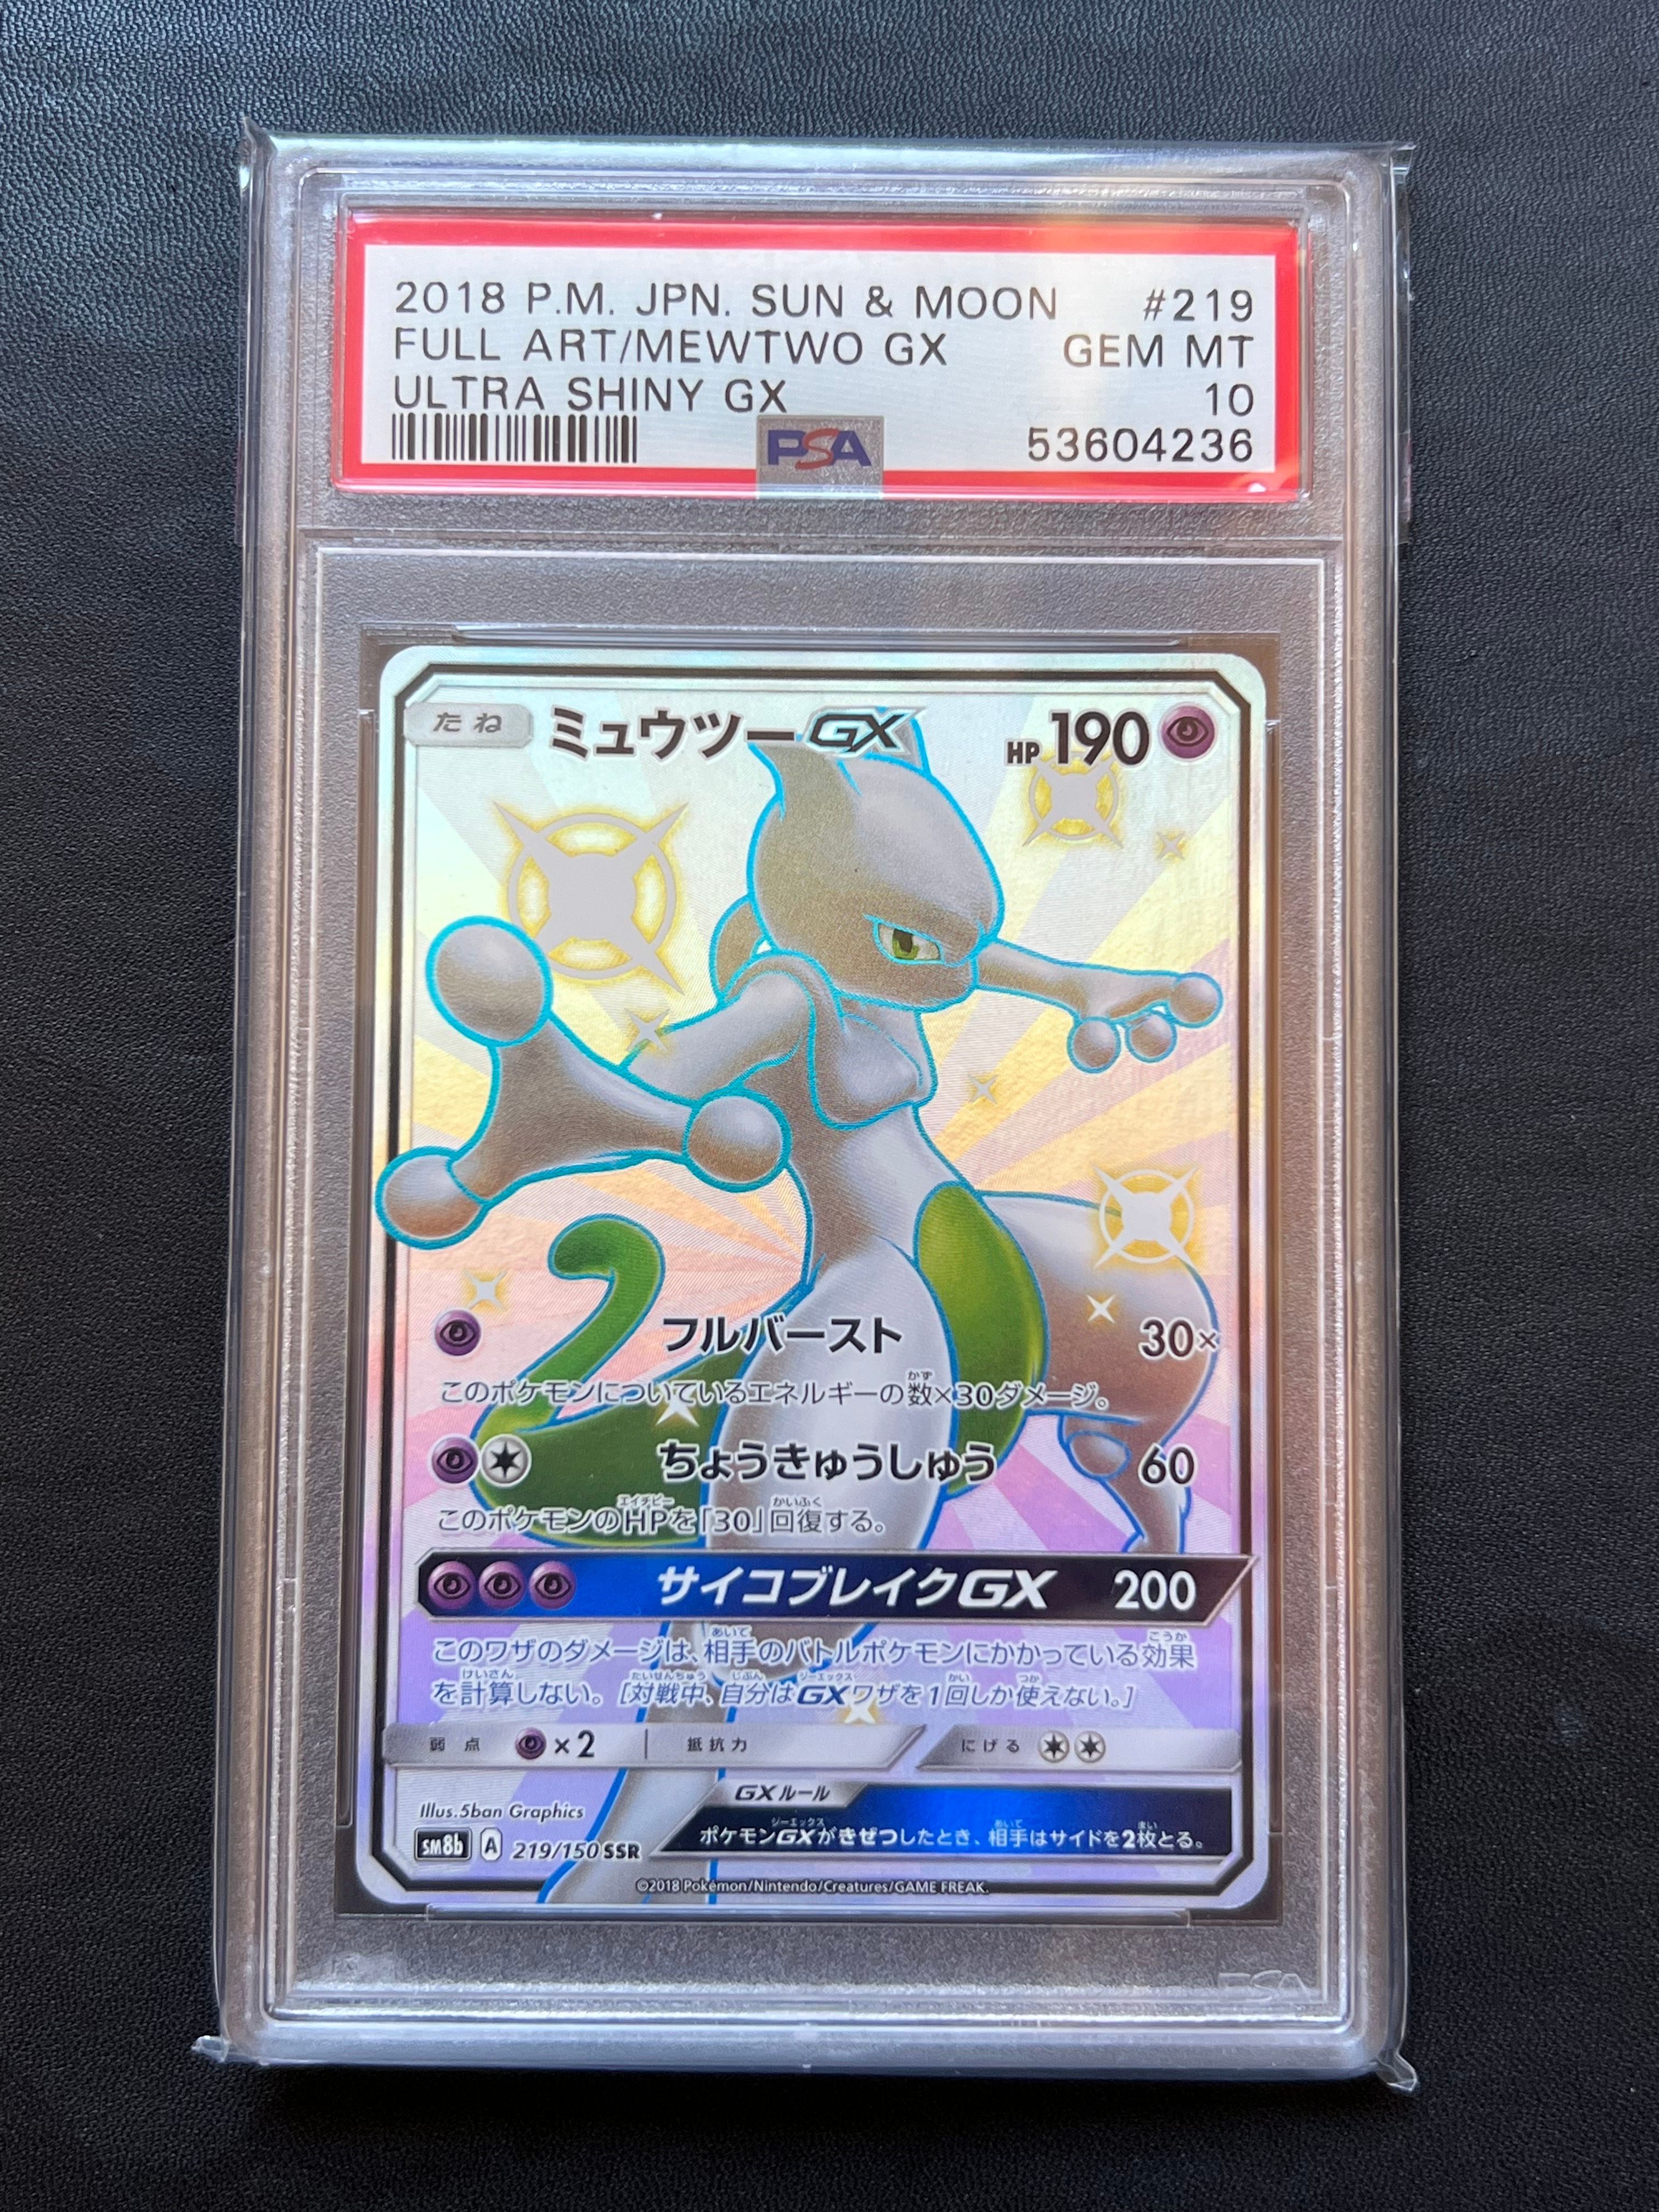 2018 P.M. JPN. SUN & MOON #219
FULL ART/MEWTWO GX GEM MT
ULTRA SHINY GX 10
PSA 53604236
たね ミュウツーGX HP 190
フルバースト 30×
このポケモンについているエネルギーの数×30ダメージ。
ちょうきゅうしゅう 60
このポケモンのHPを「30」回復する。
サイコブレイクGX 200
このワザのダメージは、相手のバトルポケモンにかかっている効果
を計算しない。[対戦中、自分はGXワザを1回しか使えない。]
弱点 ×2 抵抗力 にげる
GXルール
ポケモンGXがきぜつしたとき、相手はサイドを2枚とる。
Illus.5ban Graphics
SM8b A 219/150 SSR
©2018 Pokémon/Nintendo/Creatures/GAME FREAK.
PSA